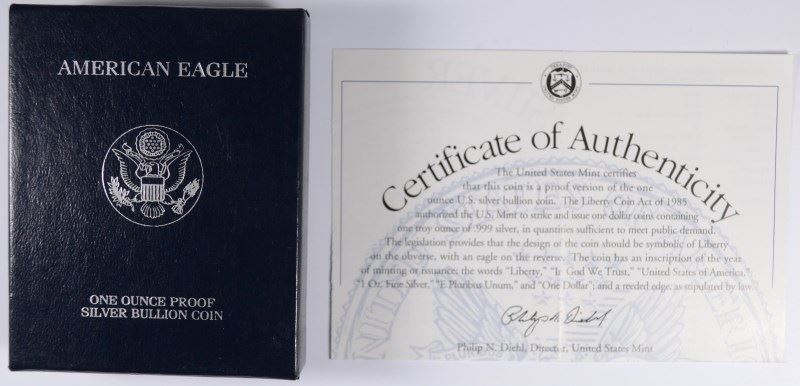 AMERICAN EAGLE
ONE OUNCE PROOF
SILVER BULLION COIN
Certificate of Authenticity
The United States Mint certifies
that this coin is a proof version of the one
ounce U.S. silver bullion coin. The Liberty Coin Act of 1985
authorized the U.S. Mint to strike and issue one dollar coins containing
one troy ounce of .999 silver, in quantities sufficient to meet public demand.
The legislation provides that the design of the coin should be symbolic of Liberty
on the obverse, with an eagle on the reverse. The coin has an inscription of the year
of minting or issuance; the words "Liberty," "In God We Trust," "United States of America,"
"1 Oz. Fine Silver," "E Pluribus Unum," and "One Dollar"; and a reeded edge, as stipulated by law.
Philip N. Diehl
Philip N. Diehl, Director, United States Mint